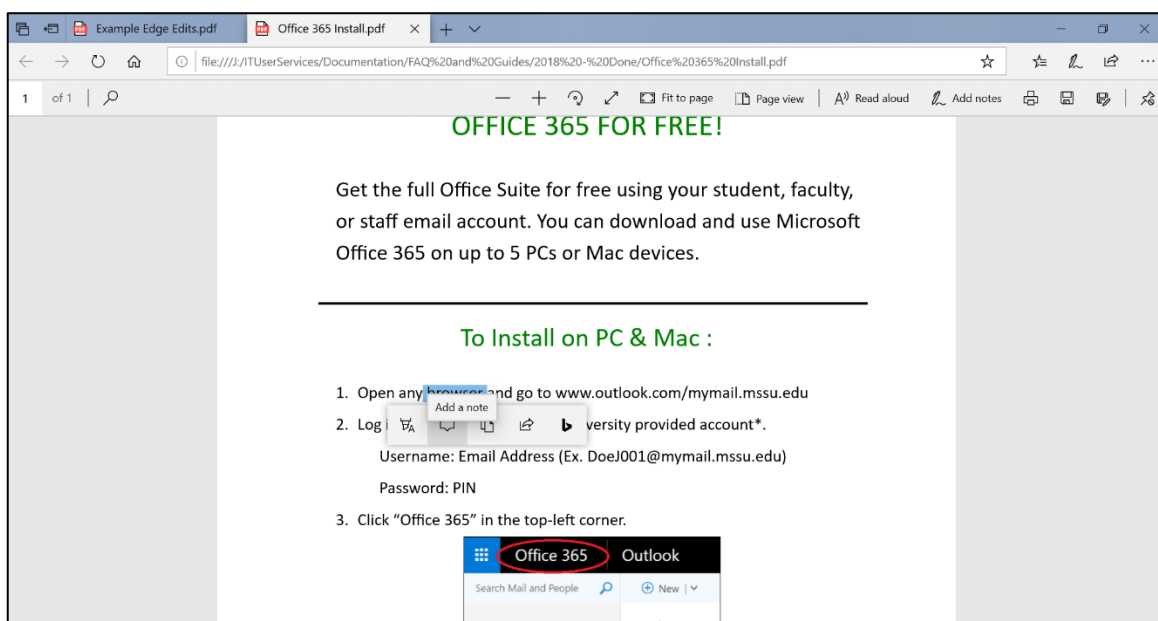 Example Edge Edits.pdf
Office 365 Install.pdf
file:///J:/ITUserServices/Documentation/FAQ%20and%20Guides/2018%20-%20Done/Office%20365%20Install.pdf
1 of 1
Fit to page
Page view
Read aloud
Add notes
OFFICE 365 FOR FREE!
Get the full Office Suite for free using your student, faculty,
or staff email account. You can download and use Microsoft
Office 365 on up to 5 PCs or Mac devices.
To Install on PC & Mac :
1. Open any browser and go to www.outlook.com/mymail.mssu.edu
Add a note
2. Log versity provided account*.
Username: Email Address (Ex. DoeJ001@mymail.mssu.edu)
Password: PIN
3. Click “Office 365” in the top-left corner.
Office 365 Outlook
Search Mail and People New